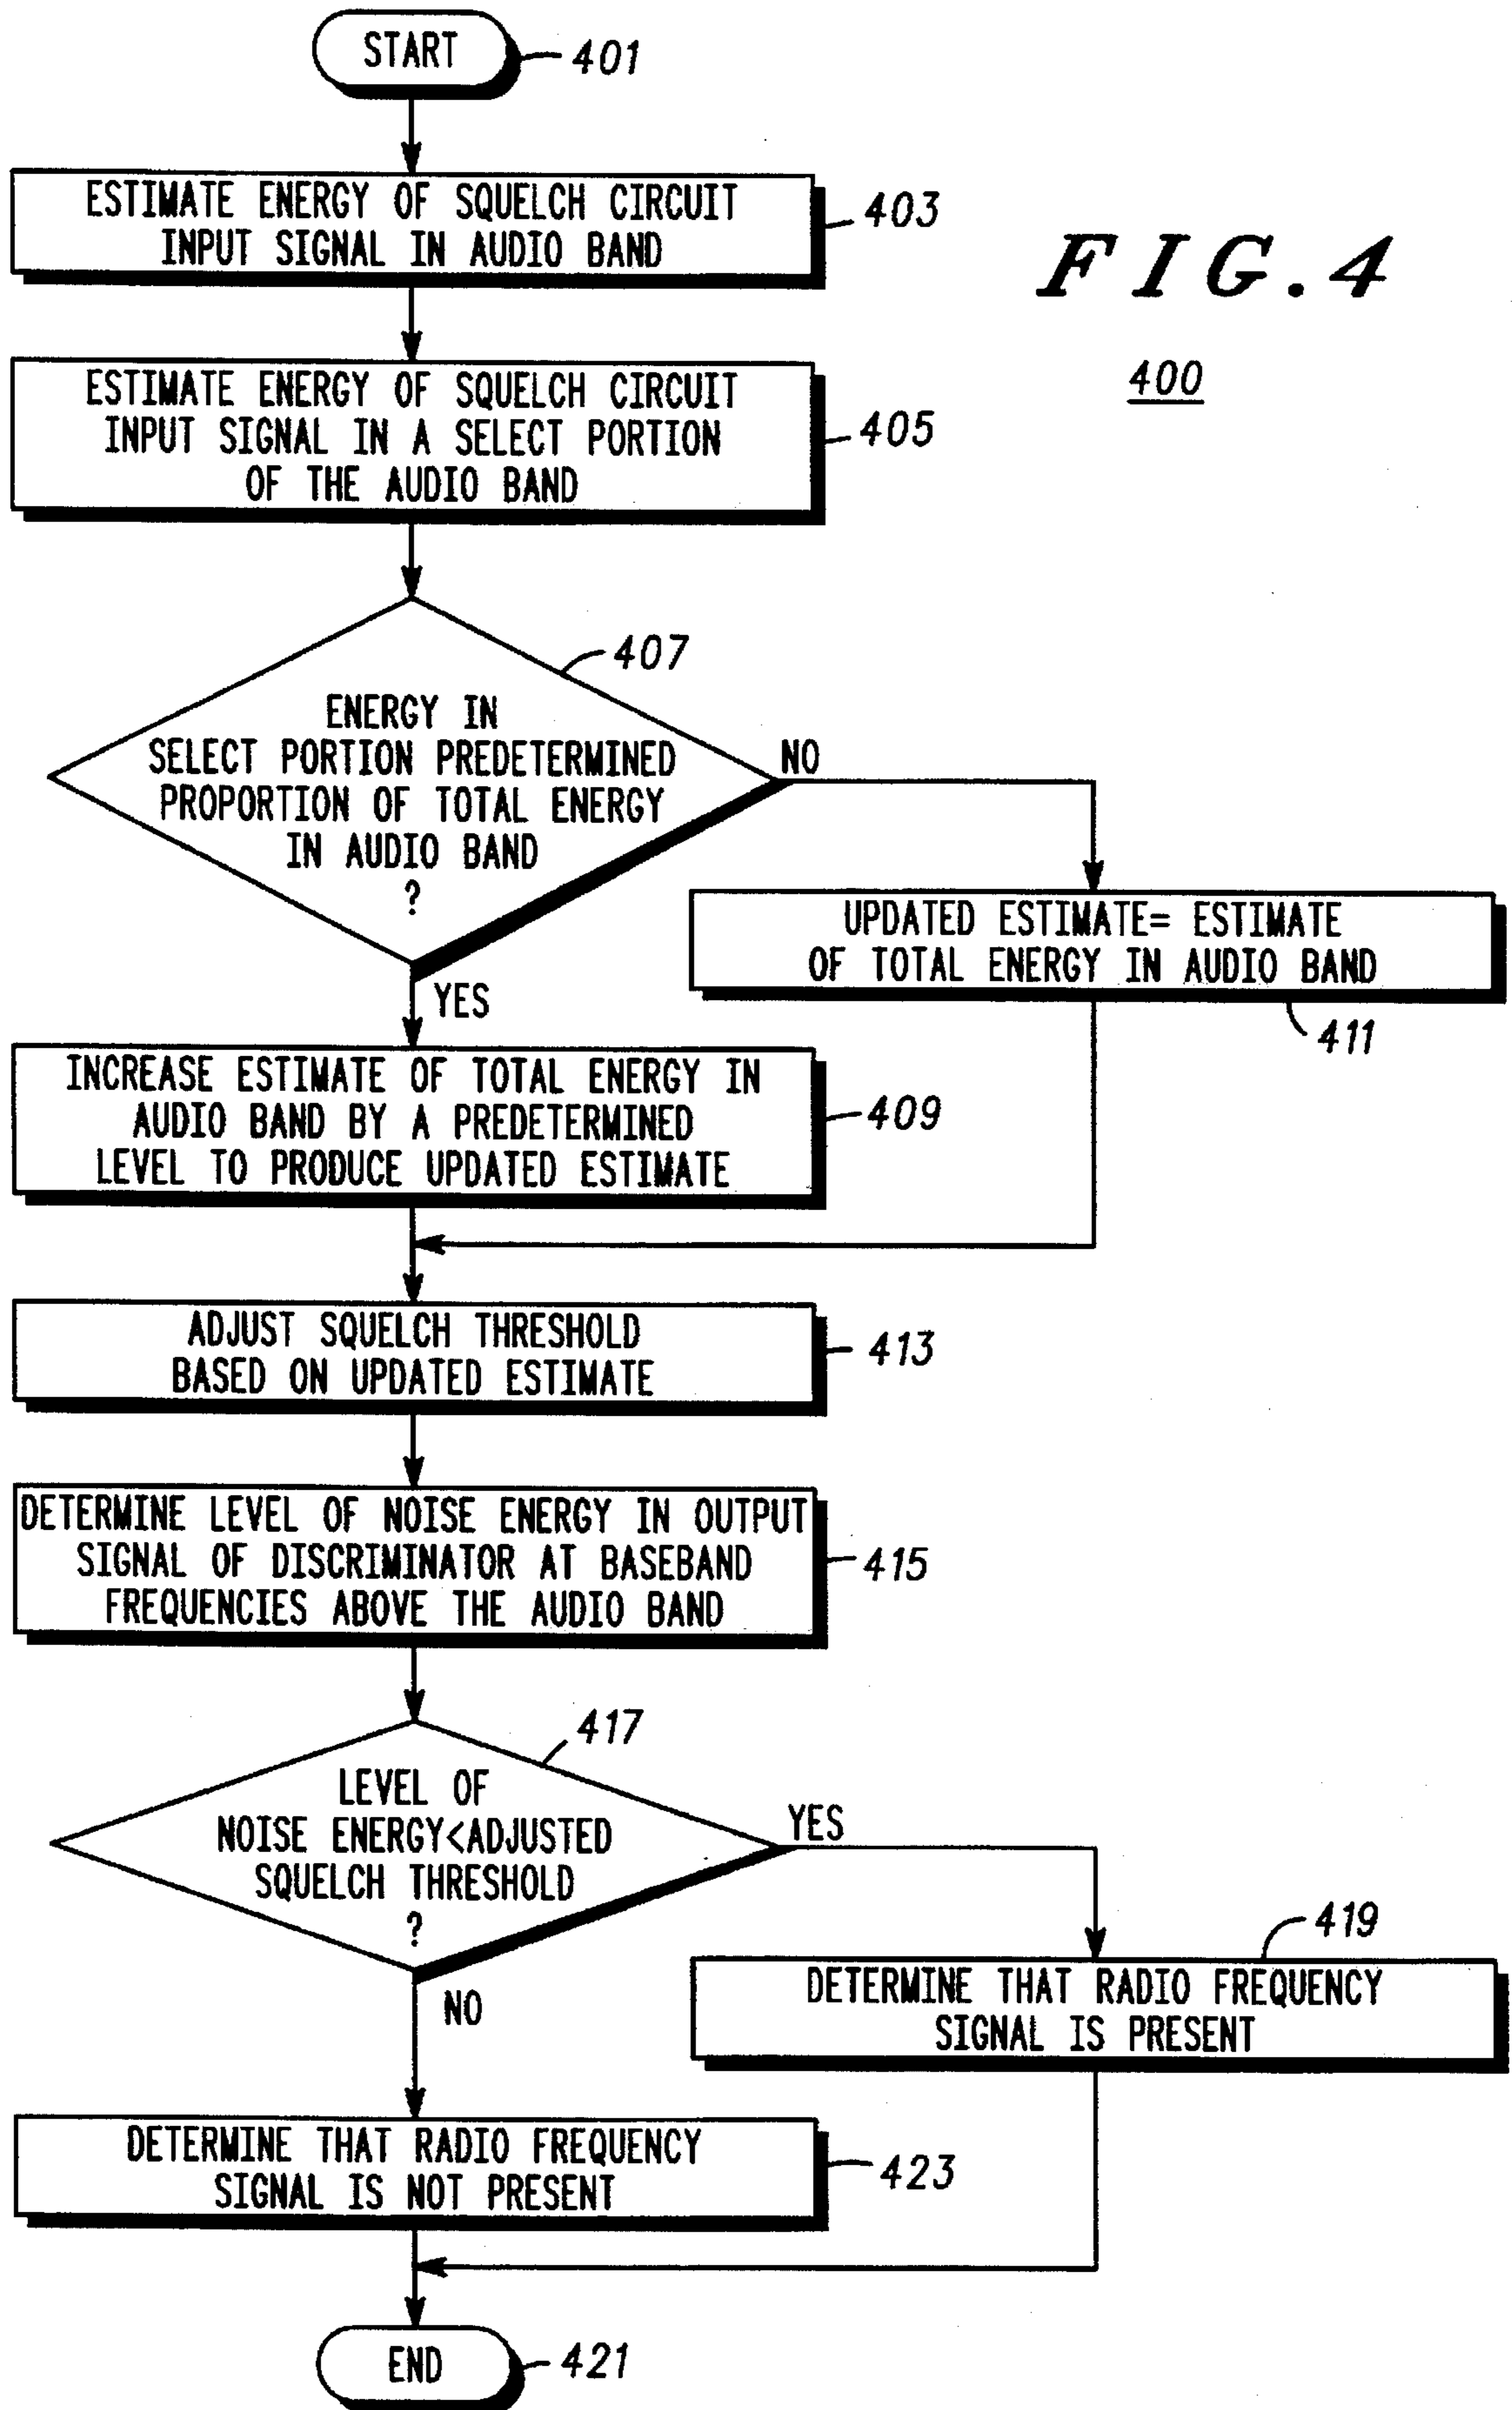 START
401
ESTIMATE ENERGY OF SQUELCH CIRCUIT
INPUT SIGNAL IN AUDIO BAND
403
FIG.4
400
ESTIMATE ENERGY OF SQUELCH CIRCUIT
INPUT SIGNAL IN A SELECT PORTION
OF THE AUDIO BAND
405
407
ENERGY IN
SELECT PORTION PREDETERMINED
PROPORTION OF TOTAL ENERGY
IN AUDIO BAND
?
NO
YES
UPDATED ESTIMATE= ESTIMATE
OF TOTAL ENERGY IN AUDIO BAND
411
INCREASE ESTIMATE OF TOTAL ENERGY IN
AUDIO BAND BY A PREDETERMINED
LEVEL TO PRODUCE UPDATED ESTIMATE
409
ADJUST SQUELCH THRESHOLD
BASED ON UPDATED ESTIMATE
413
DETERMINE LEVEL OF NOISE ENERGY IN OUTPUT
SIGNAL OF DISCRIMINATOR AT BASEBAND
FREQUENCIES ABOVE THE AUDIO BAND
415
417
LEVEL OF
NOISE ENERGY<ADJUSTED
SQUELCH THRESHOLD
?
YES
NO
419
DETERMINE THAT RADIO FREQUENCY
SIGNAL IS PRESENT
DETERMINE THAT RADIO FREQUENCY
SIGNAL IS NOT PRESENT
423
END
421